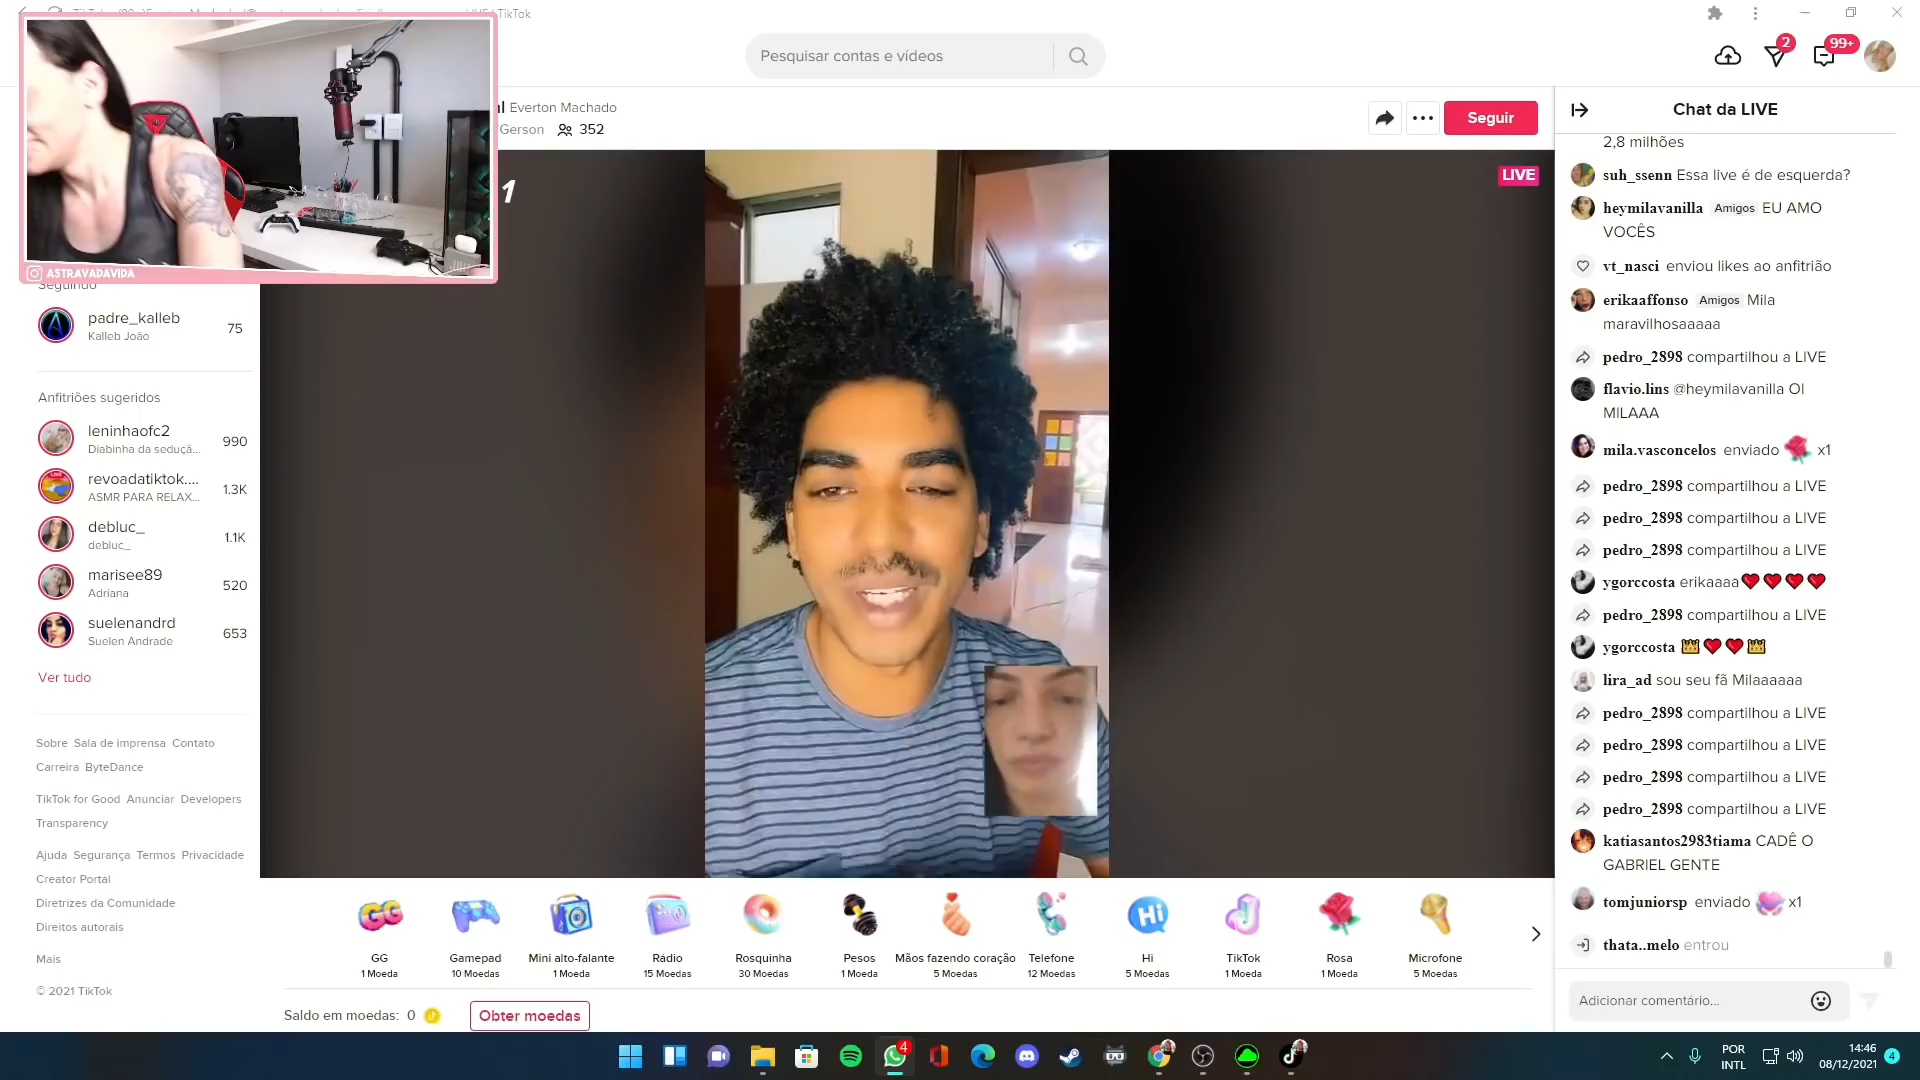 LIVE | TikTok
Pesquisar contas e vídeos
2
99+
ASTRAVADAVIDA
Everton Machado
Gerson 352
Seguir
Chat da LIVE
LIVE
1
Seguindo
padre_kalleb 75
Kalleb João
Anfitriões sugeridos
leninhaofc2 990
Diabinha da seduçã...
revoadatiktok.... 1.3K
ASMR PARA RELAX...
debluc_ 1.1K
debluc_
marisee89 520
Adriana
suelenandrd 653
Suelen Andrade
Ver tudo
Sobre Sala de imprensa Contato
Carreira ByteDance
TikTok for Good Anunciar Developers
Transparency
Ajuda Segurança Termos Privacidade
Creator Portal
Diretrizes da Comunidade
Direitos autorais
Mais
© 2021 TikTok
2,8 milhões
suh_ssenn Essa live é de esquerda?
heymilavanilla Amigos EU AMO
VOCÊS
vt_nasci enviou likes ao anfitrião
erikaaffonso Amigos Mila
maravilhosaaaaa
pedro_2898 compartilhou a LIVE
flavio.lins @heymilavanilla OI
MILAAA
mila.vasconcelos enviado x1
pedro_2898 compartilhou a LIVE
pedro_2898 compartilhou a LIVE
pedro_2898 compartilhou a LIVE
ygorccosta erikaaaa❤❤❤❤
pedro_2898 compartilhou a LIVE
ygorccosta 👑❤❤👑
lira_ad sou seu fã Milaaaaaa
pedro_2898 compartilhou a LIVE
pedro_2898 compartilhou a LIVE
pedro_2898 compartilhou a LIVE
pedro_2898 compartilhou a LIVE
katiasantos2983tiama CADÊ O
GABRIEL GENTE
tomjuniorsp enviado x1
thata..melo entrou
Adicionar comentário...
GG Hi
GG Gamepad Mini alto-falante Rádio Rosquinha Pesos Mãos fazendo coração Telefone Hi TikTok Rosa Microfone
1 Moeda 10 Moedas 1 Moeda 15 Moedas 30 Moedas 1 Moeda 5 Moedas 12 Moedas 5 Moedas 1 Moeda 1 Moeda 5 Moedas
Saldo em moedas: 0 Obter moedas
4
POR
INTL
14:46
08/12/2021
4